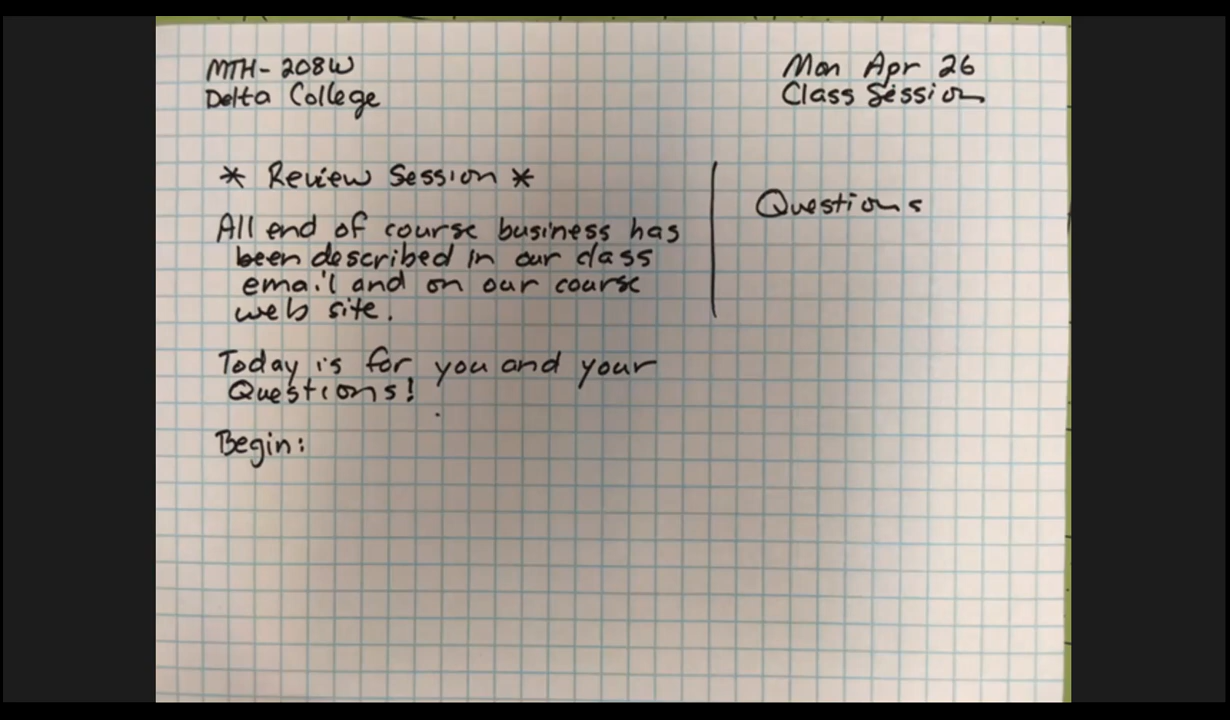 MTH-208W
Delta College
Mon Apr 26
Class Session
* Review Session *
All end of course business has
been described in our class
email and on our course
web site.
Today is for you and your
Questions!
Begin:
Questions